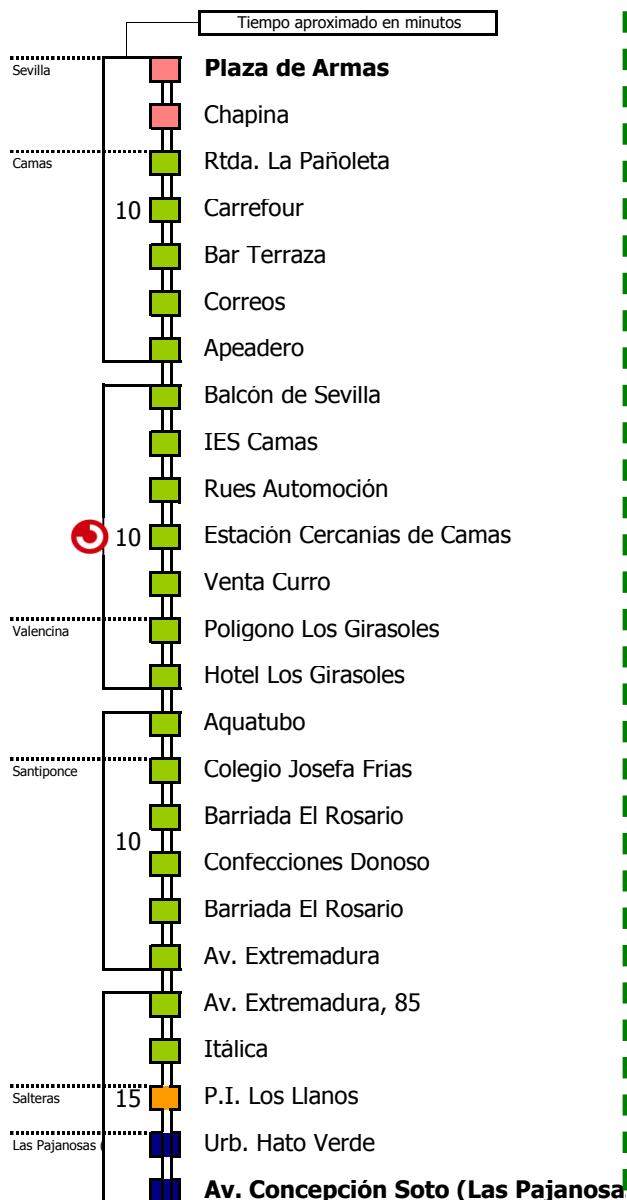 Tiempo aproximado en minutos
Sevilla
Plaza de Armas
Chapina
Camas
Rtda. La Pañoleta
10
Carrefour
Bar Terraza
Correos
Apeadero
Balcón de Sevilla
IES Camas
Rues Automoción
10
Estación Cercanías de Camas
Venta Curro
Valencina
Poligono Los Girasoles
Hotel Los Girasoles
Aquatubo
Santiponce
Colegio Josefa Frias
Barriada El Rosario
10
Confecciones Donoso
Barriada El Rosario
Av. Extremadura
Av. Extremadura, 85
Itálica
Salteras
15
P.I. Los Llanos
Las Pajanosas (
Urb. Hato Verde
Av. Concepción Soto (Las Pajanosa